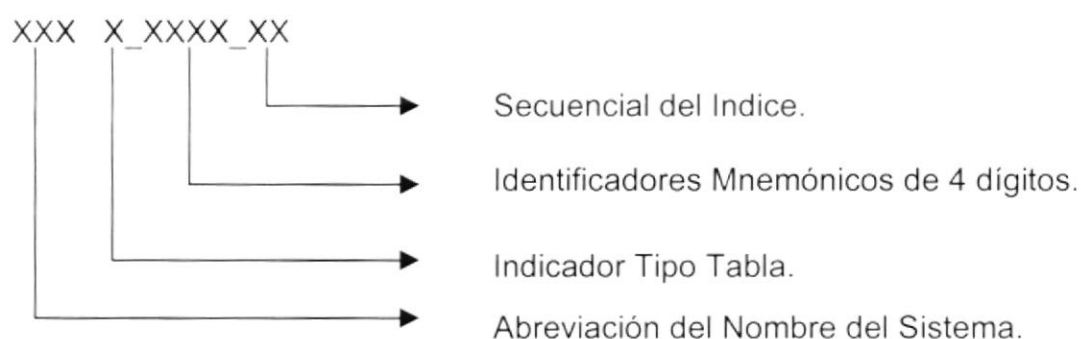 XXX X_XXXX_XX
Secuencial del Indice.
Identificadores Mnemónicos de 4 dígitos.
Indicador Tipo Tabla.
Abreviación del Nombre del Sistema.